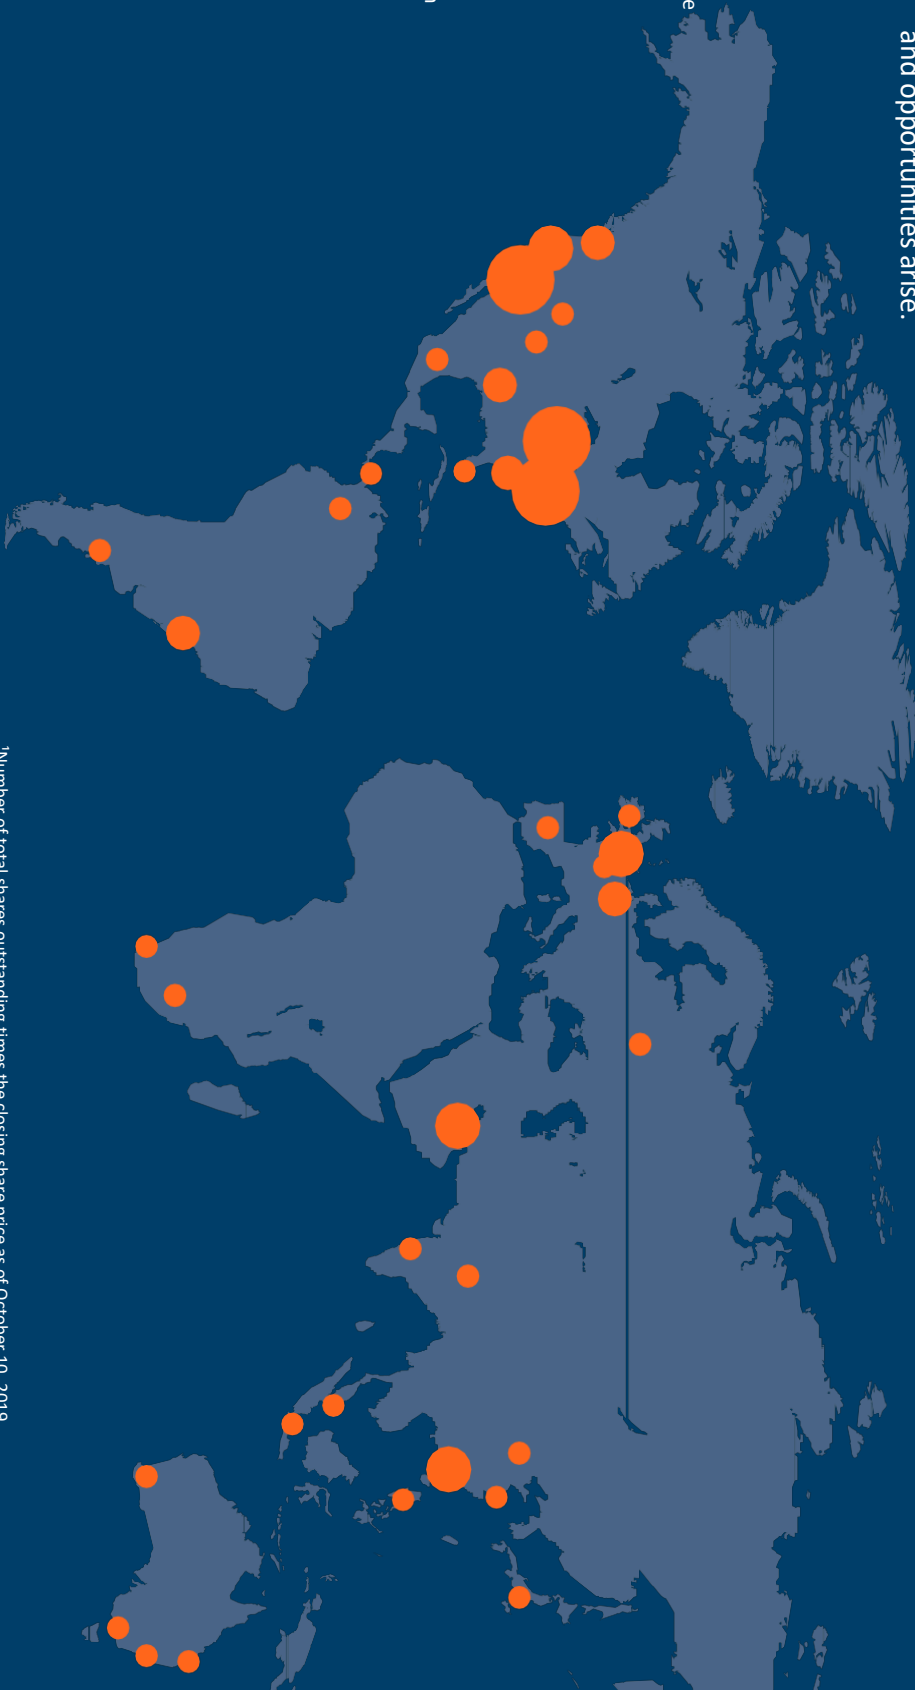 and opportunities arise.
e
¹Number of total shares outstanding times the closing share price as of October 10, 2019